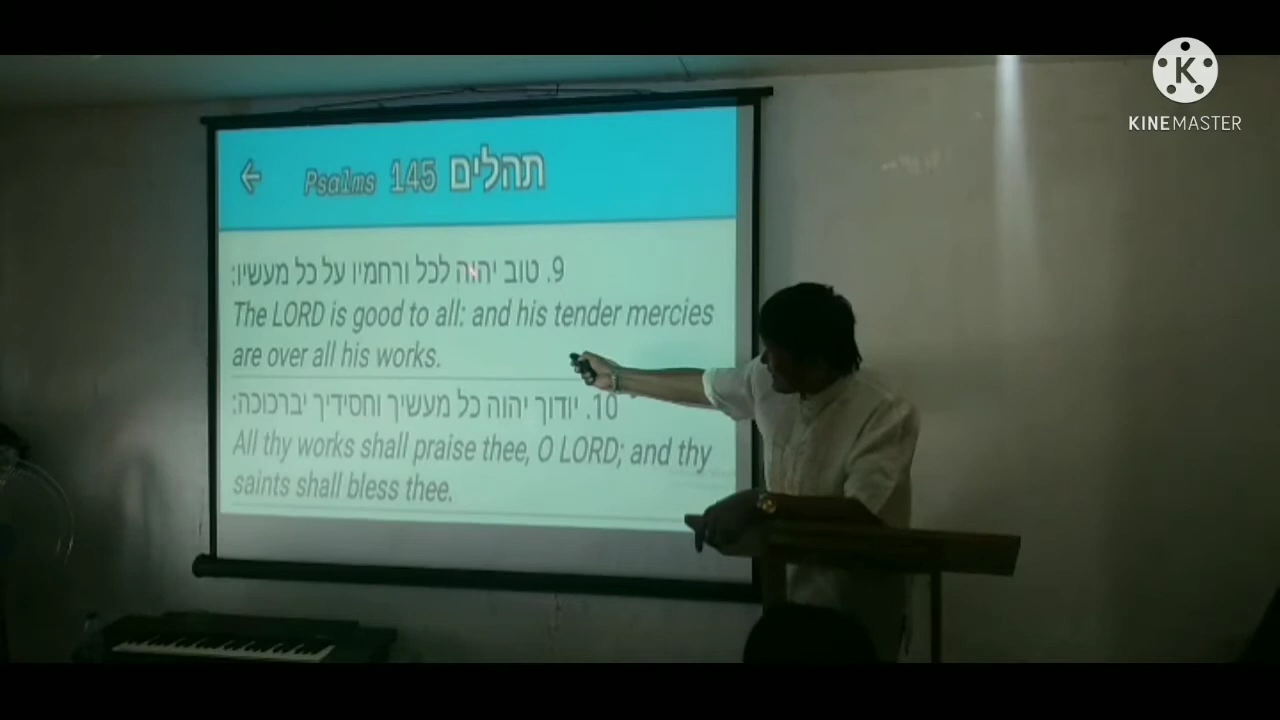 Psalms 145 תהלים
9. טוב יהוה לכל ורחמיו על כל מעשיו:
The LORD is good to all: and his tender mercies
are over all his works.
10. יודוך יהוה כל מעשיך וחסידיך יברכוכה:
All thy works shall praise thee, O LORD; and thy
saints shall bless thee.
K
KINEMASTER